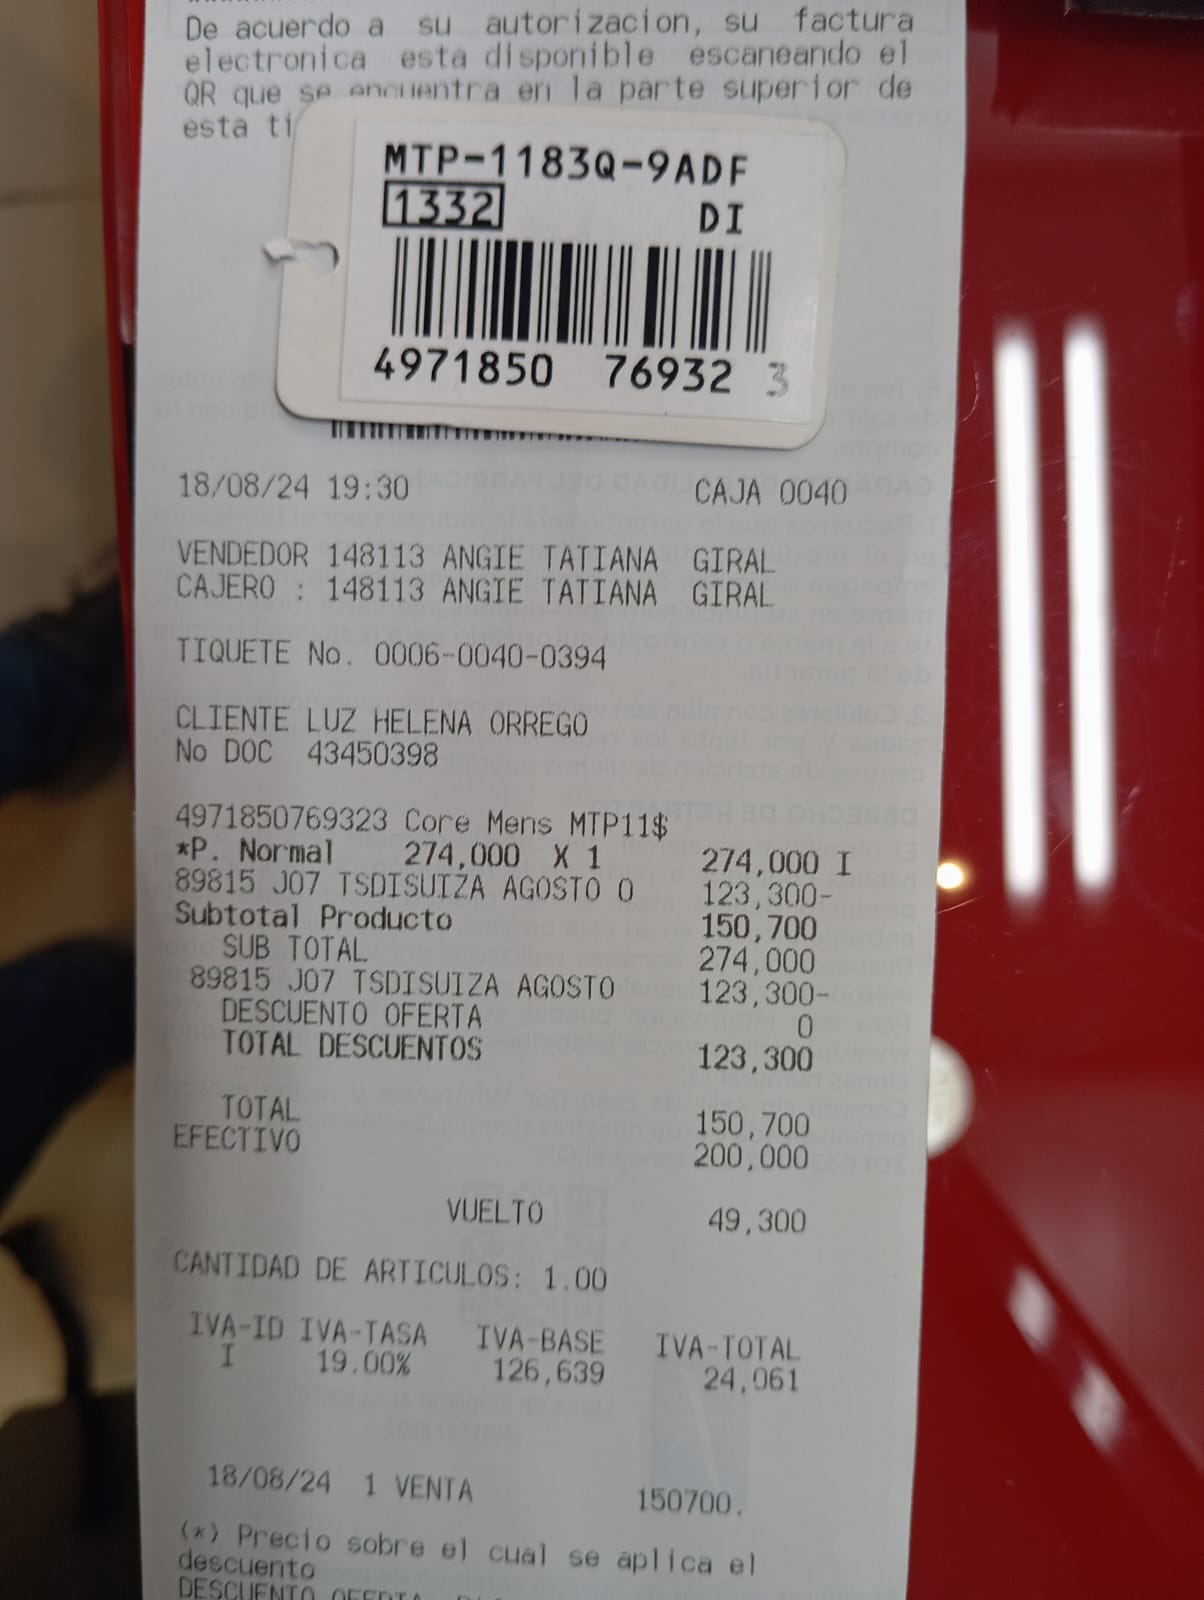 De acuerdo a su autorizacion, su factura
electronica esta disponible escaneando el
QR que se encuentra en la parte superior de
esta ti
MTP-1183Q-9ADF
1332 DI
4971850 76932 3
18/08/24 19:30 CAJA 0040
VENDEDOR 148113 ANGIE TATIANA GIRAL
CAJERO : 148113 ANGIE TATIANA GIRAL
TIQUETE No. 0006-0040-0394
CLIENTE LUZ HELENA ORREGO
No DOC 43450398
4971850769323 Core Mens MTP11$
*P. Normal 274,000 X 1 274,000 I
89815 J07 TSDISUIZA AGOSTO O 123,300-
Subtotal Producto 150,700
SUB TOTAL 274,000
89815 J07 TSDISUIZA AGOSTO 123,300-
DESCUENTO OFERTA 0
TOTAL DESCUENTOS 123,300
TOTAL 150,700
EFECTIVO 200,000
VUELTO 49,300
CANTIDAD DE ARTICULOS: 1.00
IVA-ID IVA-TASA IVA-BASE IVA-TOTAL
I 19.00% 126,639 24,061
18/08/24 1 VENTA 150700.
(*) Precio sobre el cual se aplica el
descuento
DESCUENTO OFERTA